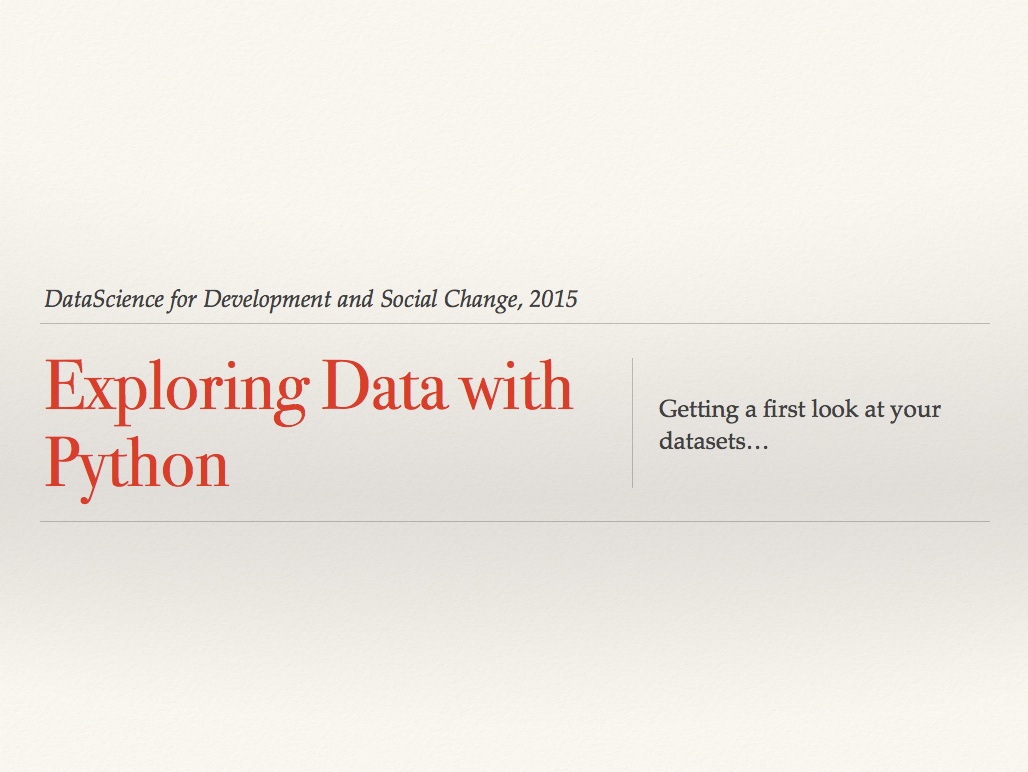 DataScience for Development and Social Change, 2015
Exploring Data with
Python
Getting a first look at your
datasets…